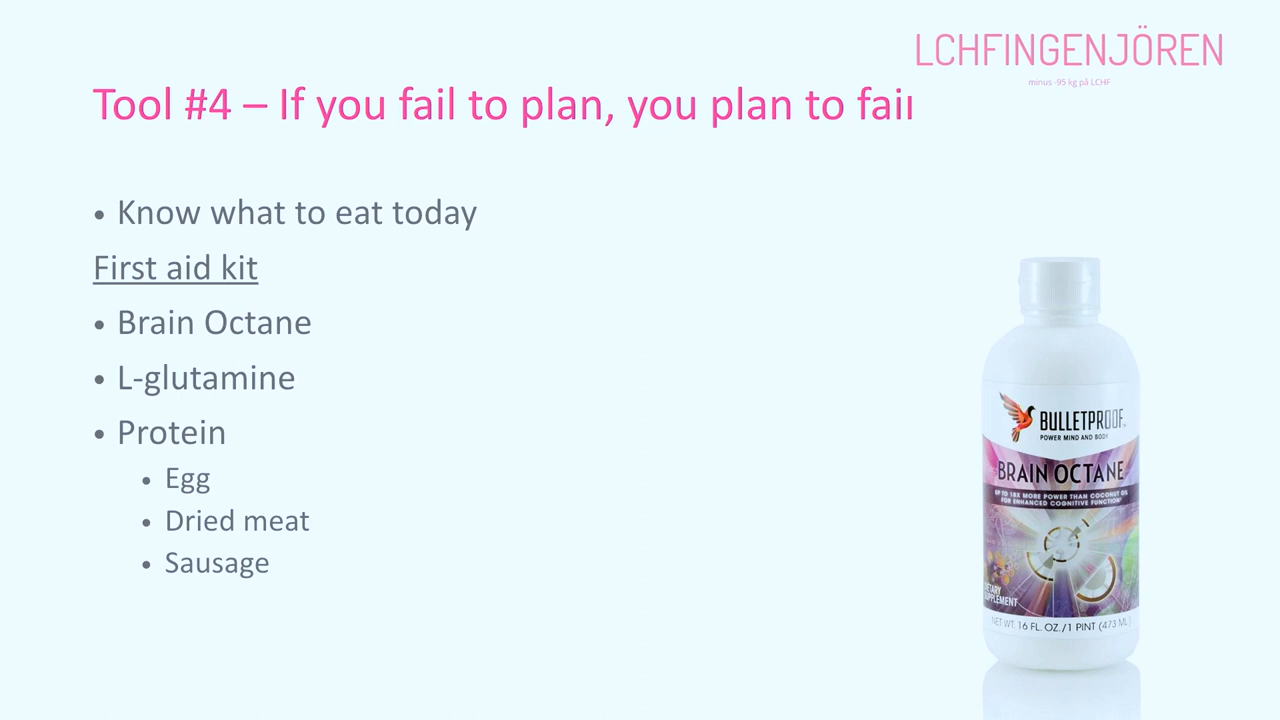 LCHFINGENJÖREN
minus -95 kg på LCHF
Tool #4 – If you fail to plan, you plan to fail
• Know what to eat today
First aid kit
• Brain Octane
• L-glutamine
• Protein
• Egg
• Dried meat
• Sausage
BULLETPROOF
POWER MIND AND BODY
BRAIN OCTANE
UP TO 18X MORE POWER THAN COCONUT OIL
FOR ENHANCED COGNITIVE FUNCTION*
DIETARY
SUPPLEMENT
NET WT. 16 FL. OZ./1 PINT (473 ML)